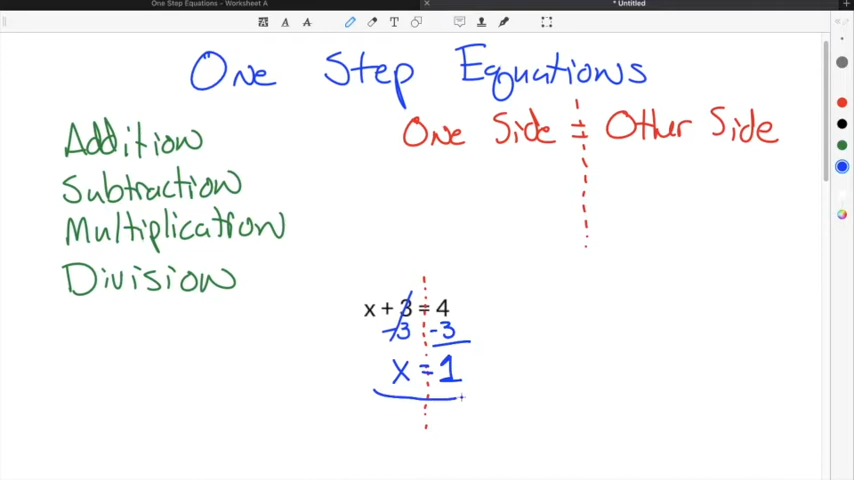 One Step Equations - Worksheet A
* Untitled
One Step Equations
One Side = Other Side
Addition
Subtraction
Multiplication
Division
x + 3 = 4
-3 -3
x = 1